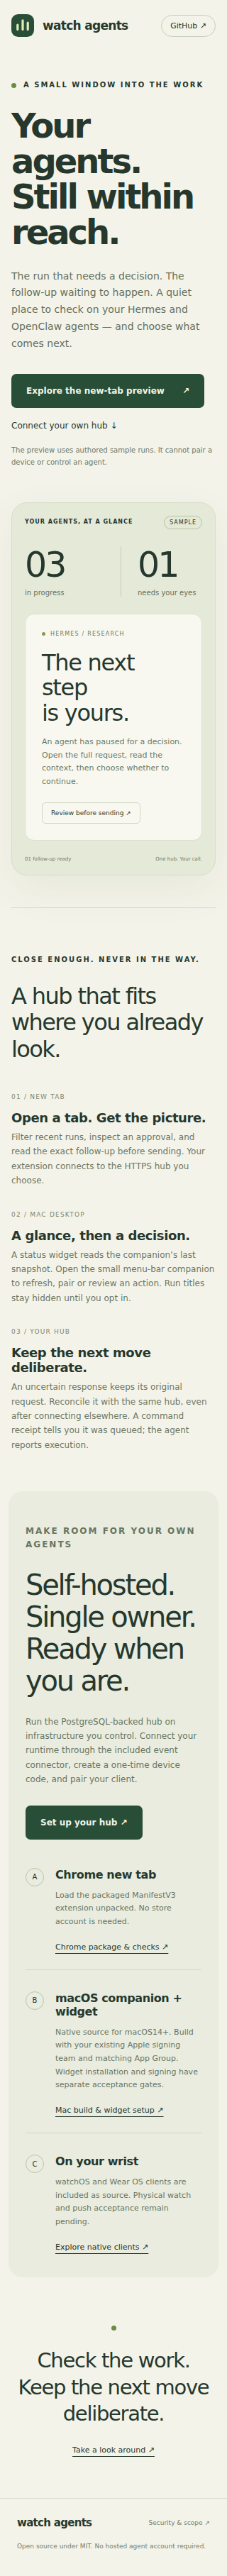 watch agents
GitHub ↗
A SMALL WINDOW INTO THE WORK
Your
agents.
Still within
reach.
The run that needs a decision. The
follow-up waiting to happen. A quiet
place to check on your Hermes and
OpenClaw agents — and choose what
comes next.
Explore the new-tab preview ↗
Connect your own hub ↓
The preview uses authored sample runs. It cannot pair a
device or control an agent.
YOUR AGENTS, AT A GLANCE
SAMPLE
03
in progress
01
needs your eyes
HERMES / RESEARCH
The next
step
is yours.
An agent has paused for a decision.
Open the full request, read the
context, then choose whether to
continue.
Review before sending ↗
01 follow-up ready
One hub. Your call.
CLOSE ENOUGH. NEVER IN THE WAY.
A hub that fits
where you already
look.
01 / NEW TAB
Open a tab. Get the picture.
Filter recent runs, inspect an approval, and
read the exact follow-up before sending. Your
extension connects to the HTTPS hub you
choose.
02 / MAC DESKTOP
A glance, then a decision.
A status widget reads the companion's last
snapshot. Open the small menu-bar companion
to refresh, pair or review an action. Run titles
stay hidden until you opt in.
03 / YOUR HUB
Keep the next move
deliberate.
An uncertain response keeps its original
request. Reconcile it with the same hub, even
after connecting elsewhere. A command
receipt tells you it was queued; the agent
reports execution.
MAKE ROOM FOR YOUR OWN
AGENTS
Self-hosted.
Single owner.
Ready when
you are.
Run the PostgreSQL-backed hub on
infrastructure you control. Connect your
runtime through the included event
connector, create a one-time device
code, and pair your client.
Set up your hub ↗
A
Chrome new tab
Load the packaged ManifestV3
extension unpacked. No store
account is needed.
Chrome package & checks ↗
B
macOS companion +
widget
Native source for macOS14+. Build
with your existing Apple signing
team and matching App Group.
Widget installation and signing have
separate acceptance gates.
Mac build & widget setup ↗
C
On your wrist
watchOS and Wear OS clients are
included as source. Physical watch
and push acceptance remain
pending.
Explore native clients ↗
Check the work.
Keep the next move
deliberate.
Take a look around ↗
watch agents
Security & scope ↗
Open source under MIT. No hosted agent account required.